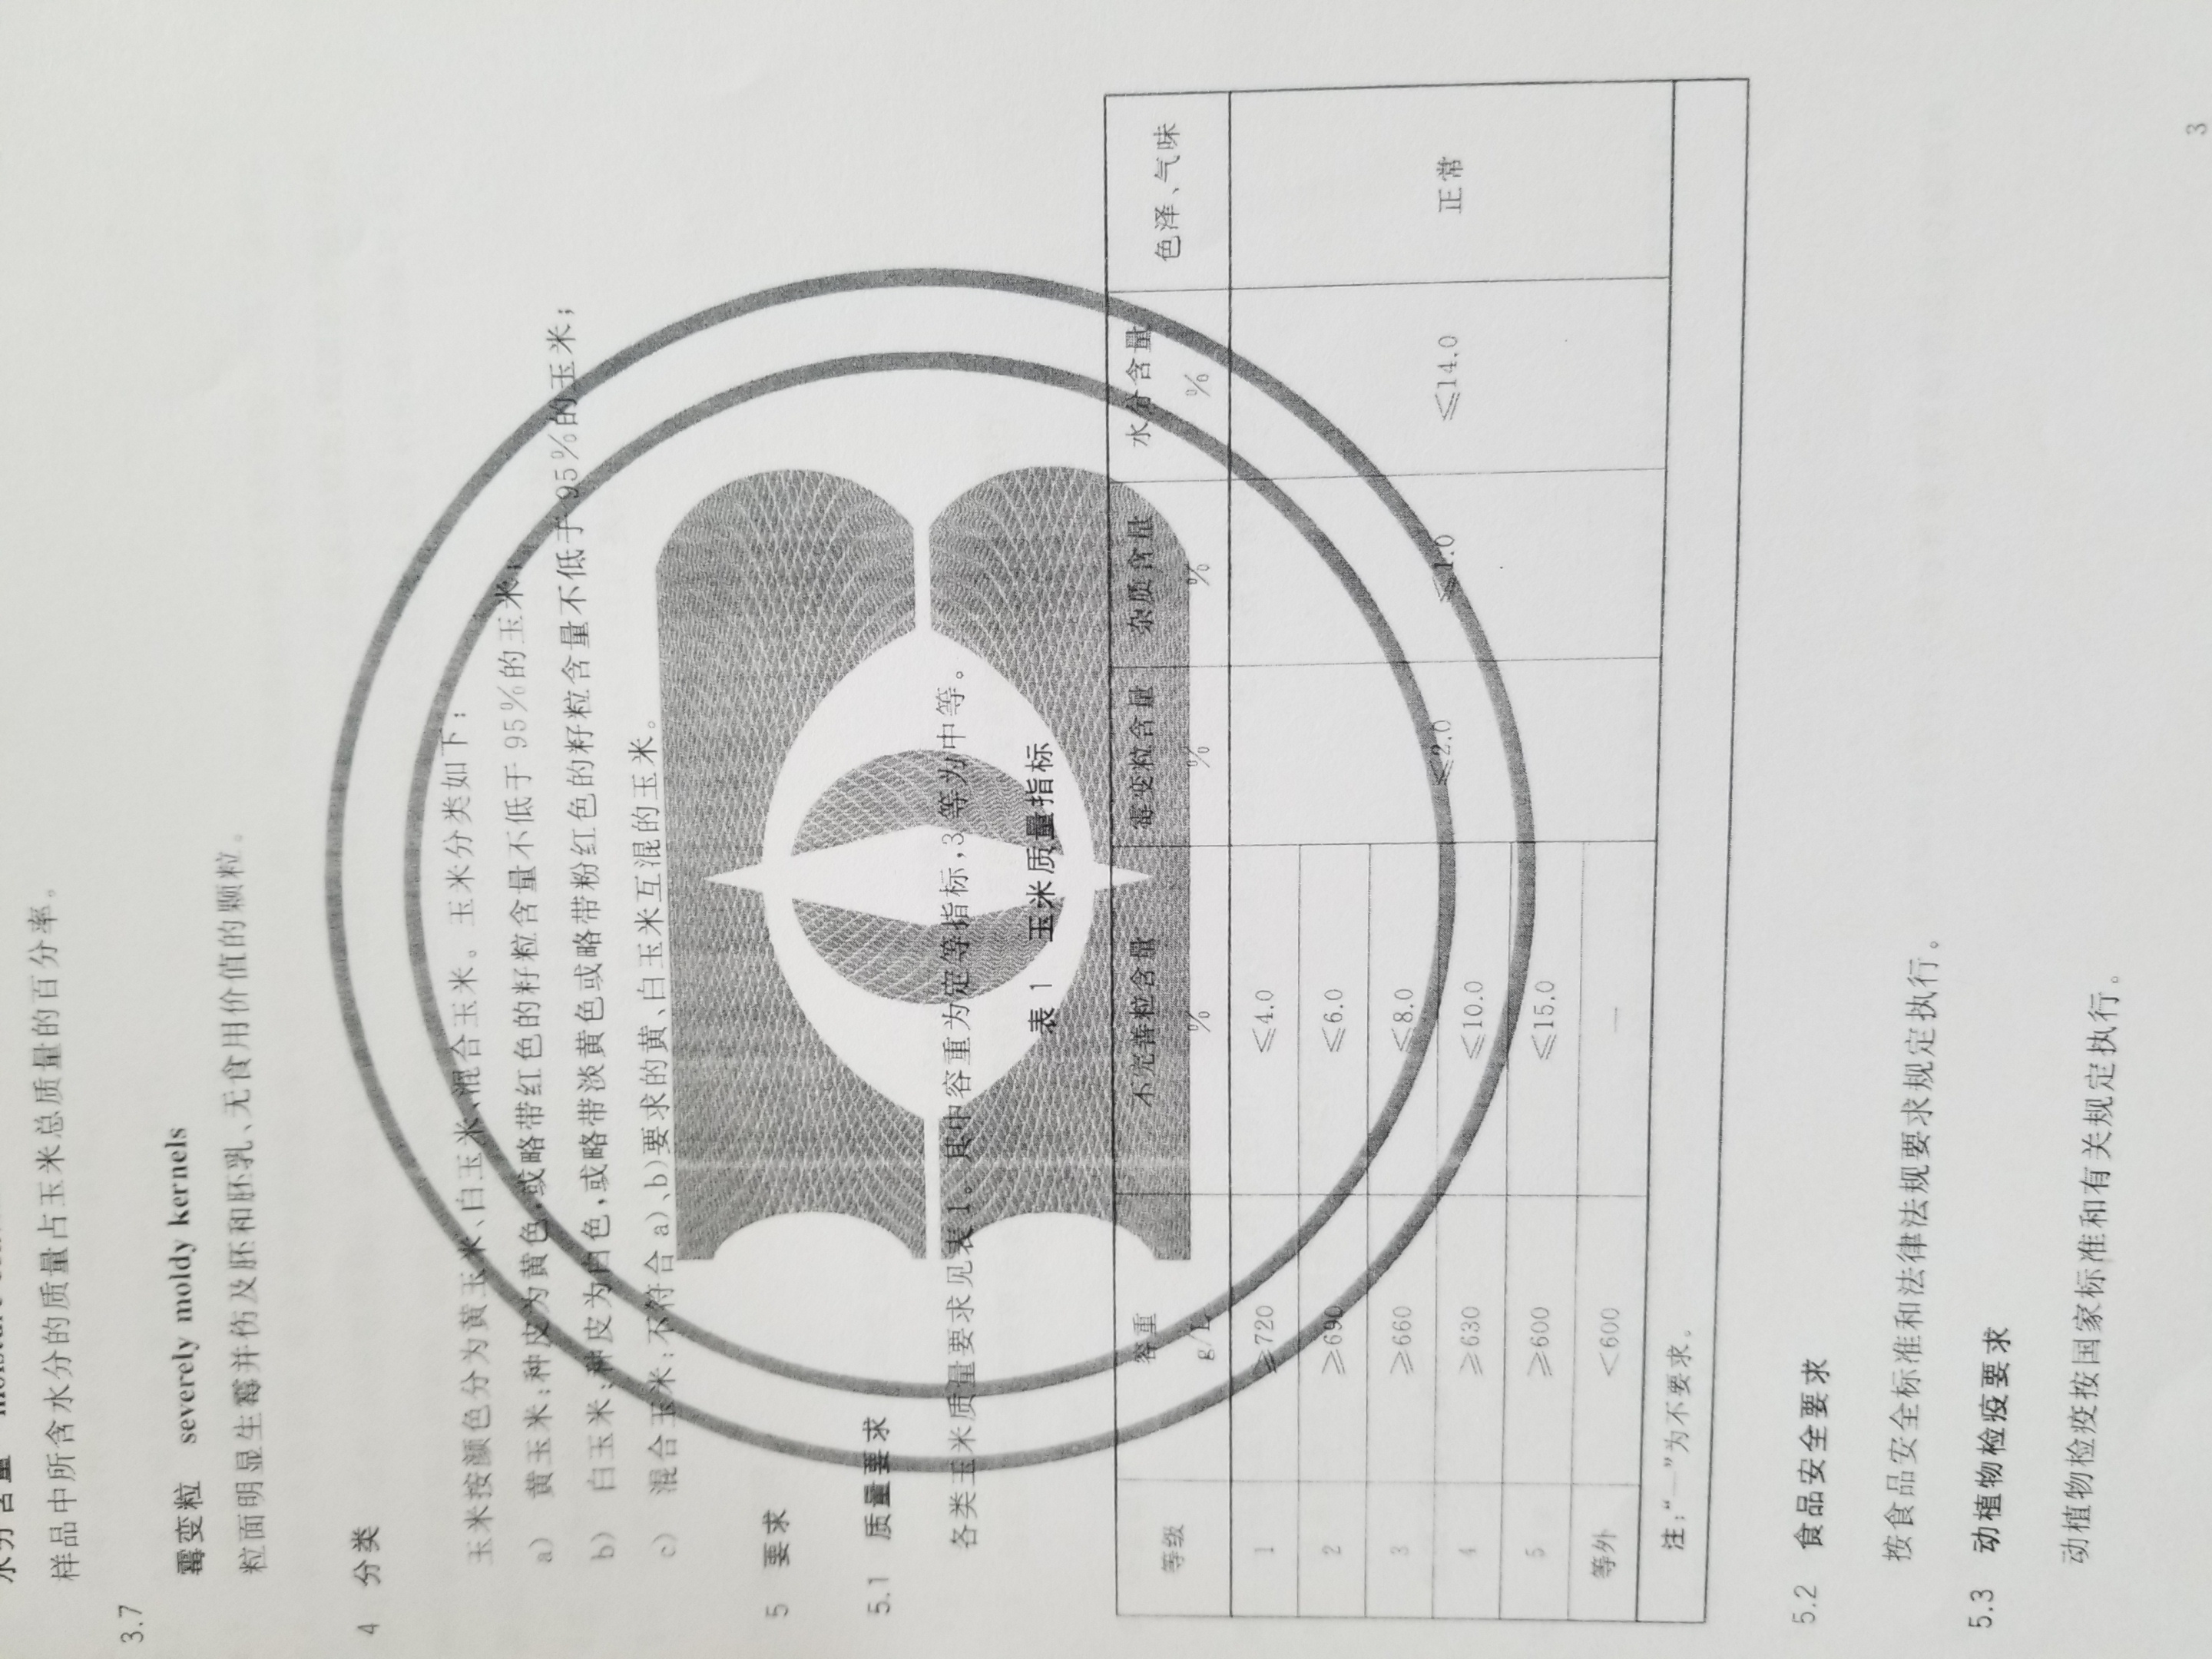 水分含量
样品中所含水分的质量占玉米总质量的百分率。
3.7
霉变粒 severely moldy kernels
粒面明显生霉并伤及胚和胚乳、无食用价值的颗粒。
4 分类
玉米按颜色分为黄玉米、白玉米、混合玉米。玉米分类如下：
a) 黄玉米：种皮为黄色，或略带红色的籽粒含量不低于 95%的玉米；
b) 白玉米：种皮为白色，或略带淡黄色或略带粉红色的籽粒含量不低于 95%的玉米；
c) 混合玉米：不符合 a)、b)要求的黄、白玉米互混的玉米。
5 要求
5.1 质量要求
各类玉米质量要求见表 1。其中容重为定等指标，3 等为中等。
表 1 玉米质量指标
等级 容重 g/L 不完善粒含量 % 霉变粒含量 % 杂质含量 % 水分含量 % 色泽、气味
1 ≥720 ≤4.0
2 ≥690 ≤6.0
3 ≥660 ≤8.0
≤2.0 ≤1.0 ≤14.0 正常
4 ≥630 ≤10.0
5 ≥600 ≤15.0
等外 <600 —
注：“—”为不要求。
5.2 食品安全要求
按食品安全标准和法律法规要求规定执行。
5.3 动植物检疫要求
动植物检疫按国家标准和有关规定执行。
3